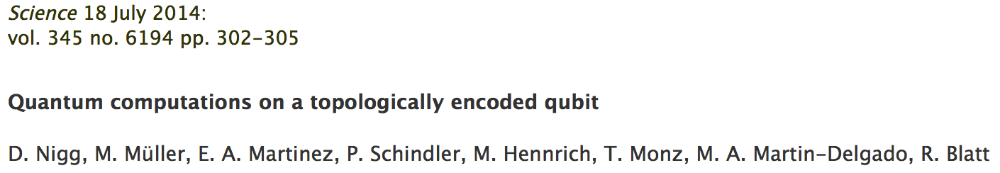 Science 18 July 2014:
vol. 345 no. 6194 pp. 302–305
Quantum computations on a topologically encoded qubit
D. Nigg, M. Müller, E. A. Martinez, P. Schindler, M. Hennrich, T. Monz, M. A. Martin-Delgado, R. Blatt